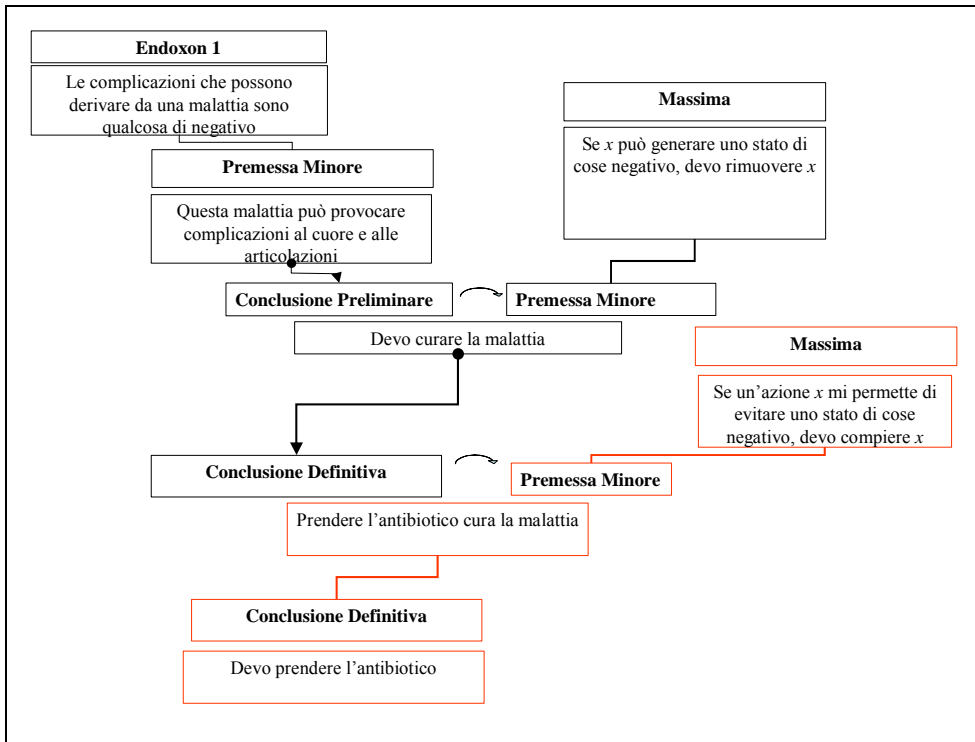 Endoxon 1
Le complicazioni che possono
derivare da una malattia sono
qualcosa di negativo
Massima
Se x può generare uno stato di
cose negativo, devo rimuovere x
Premessa Minore
Questa malattia può provocare
complicazioni al cuore e alle
articolazioni
Conclusione Preliminare
Premessa Minore
Devo curare la malattia
Massima
Se un’azione x mi permette di
evitare uno stato di cose
negativo, devo compiere x
Conclusione Definitiva
Premessa Minore
Prendere l’antibiotico cura la malattia
Conclusione Definitiva
Devo prendere l’antibiotico